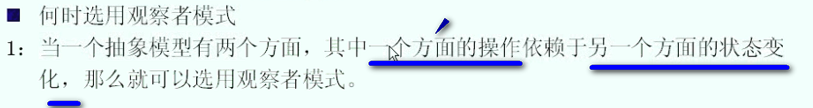 ■ 何时选用观察者模式
1：当一个抽象模型有两个方面，其中一个方面的操作依赖于另一个方面的状态变
化，那么就可以选用观察者模式。